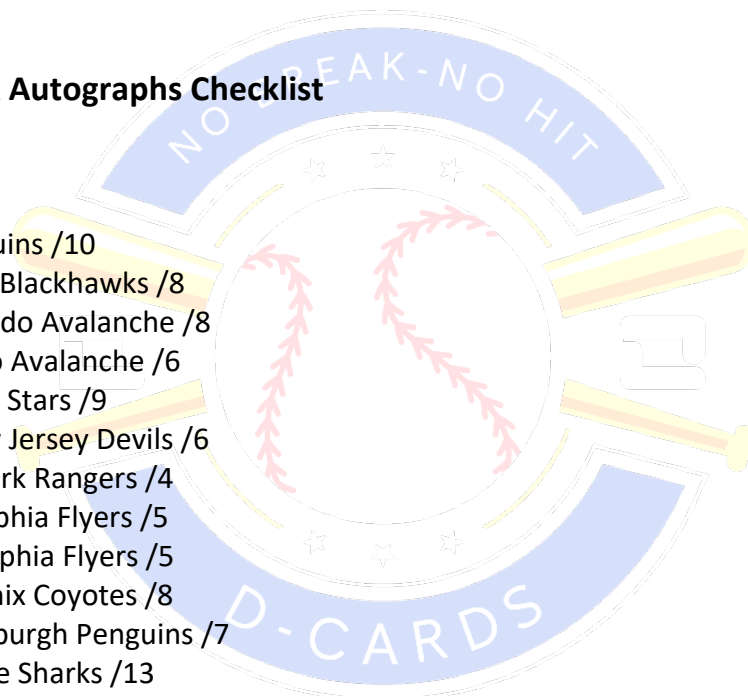 Autographs Checklist
NO BREAK-NO HIT
uins /10
Blackhawks /8
do Avalanche /8
Avalanche /6
Stars /9
Jersey Devils /6
rk Rangers /4
phia Flyers /5
phia Flyers /5
ix Coyotes /8
burgh Penguins /7
e Sharks /13
D-CARDS